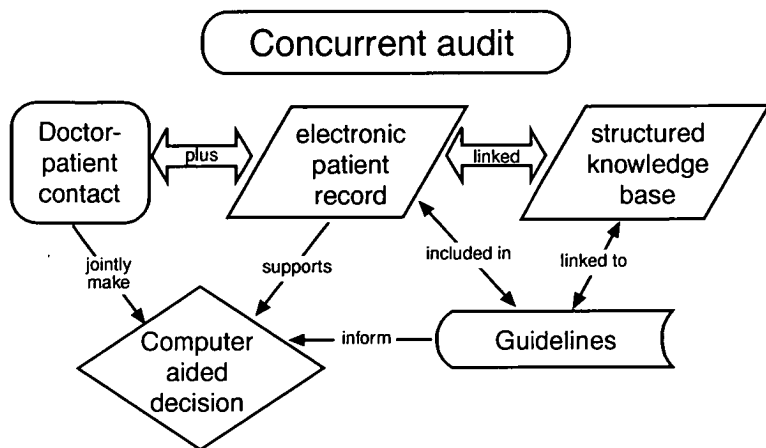 Concurrent audit
Doctor-
patient
contact
plus
electronic
patient
record
linked
structured
knowledge
base
jointly
make
supports
included in
linked to
Computer
aided
decision
inform
Guidelines